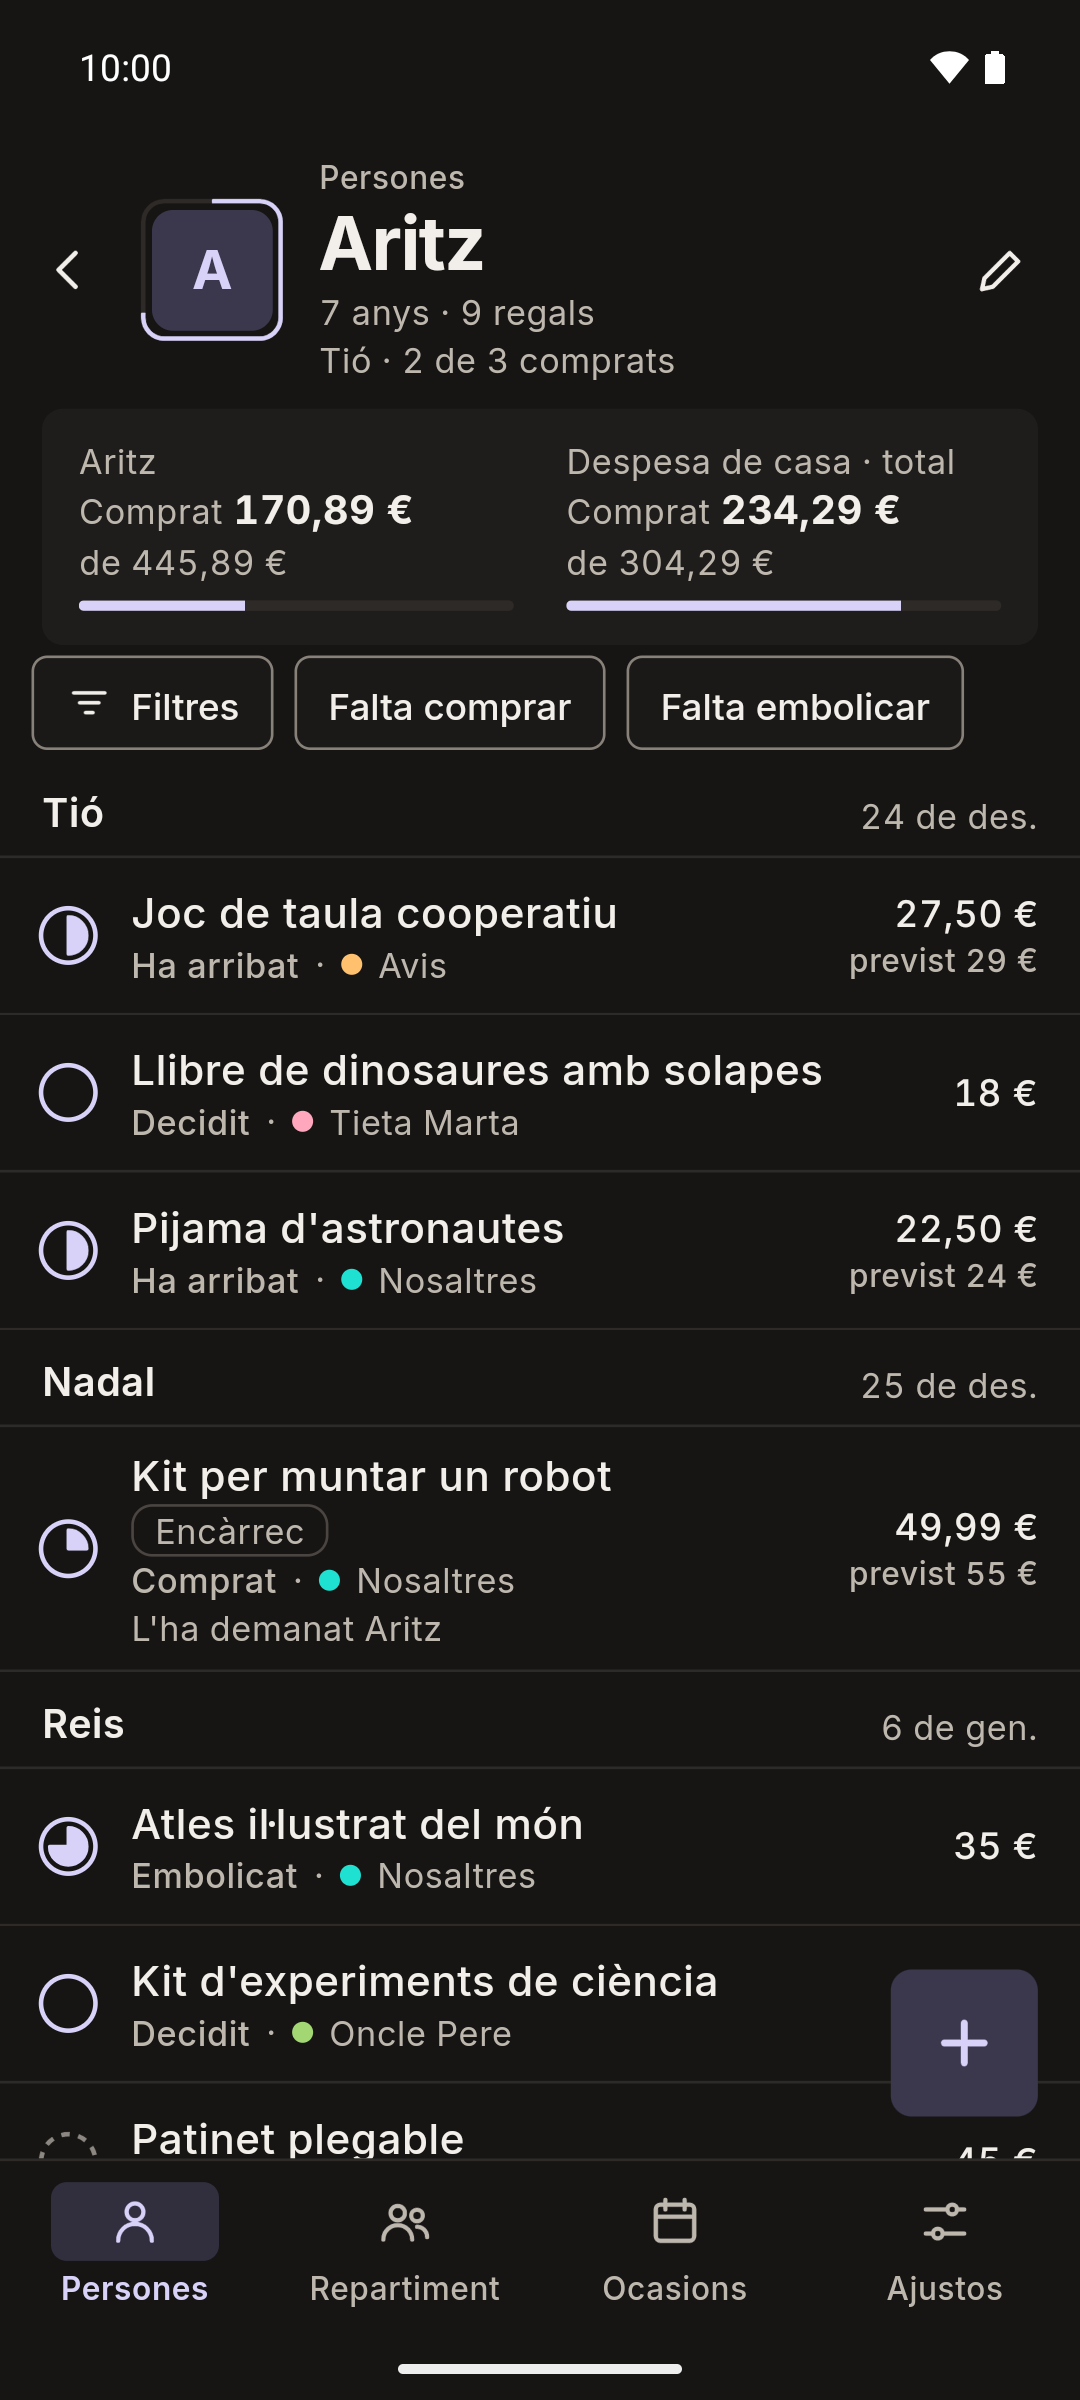 10:00
Persones
A
Aritz
7 anys · 9 regals
Tió · 2 de 3 comprats
Aritz
Comprat 170,89 €
de 445,89 €
Despesa de casa · total
Comprat 234,29 €
de 304,29 €
Filtres
Falta comprar
Falta embolicar
Tió
24 de des.
Joc de taula cooperatiu
27,50 €
Ha arribat · Avis
previst 29 €
Llibre de dinosaures amb solapes
18 €
Decidit · Tieta Marta
Pijama d'astronautes
22,50 €
Ha arribat · Nosaltres
previst 24 €
Nadal
25 de des.
Kit per muntar un robot
Encàrrec
49,99 €
Comprat · Nosaltres
previst 55 €
L'ha demanat Aritz
Reis
6 de gen.
Atles il·lustrat del món
35 €
Embolicat · Nosaltres
Kit d'experiments de ciència
Decidit · Oncle Pere
Patinet plegable
45 €
Persones
Repartiment
Ocasions
Ajustos